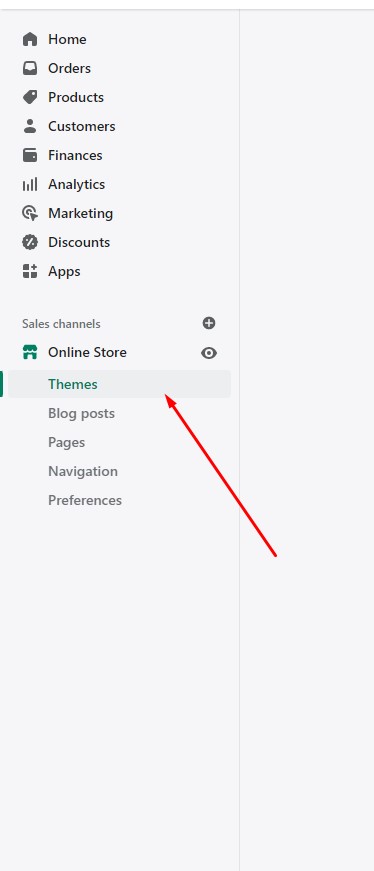 Home
Orders
Products
Customers
Finances
Analytics
Marketing
Discounts
Apps
Sales channels
Online Store
Themes
Blog posts
Pages
Navigation
Preferences